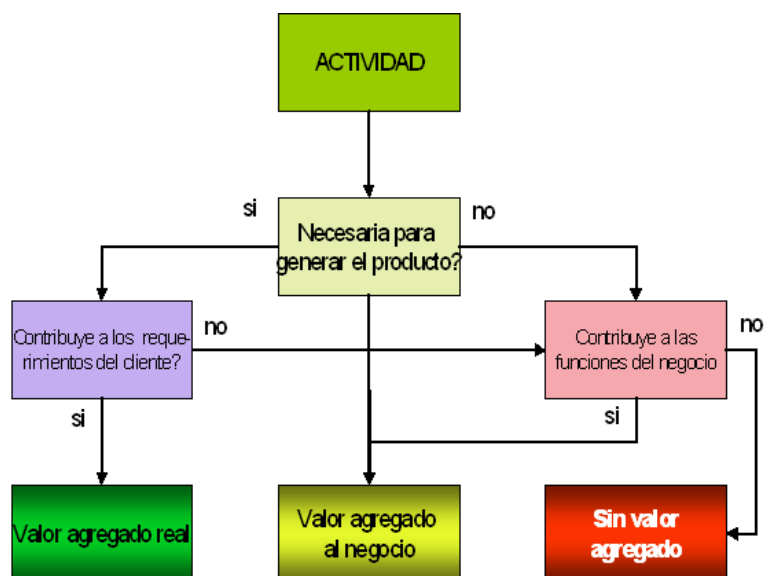 ACTIVIDAD
si
no
Necesaria para
generar el producto?
Contribuye a los reque-
rimientos del cliente?
no
Contribuye a las
funciones del negocio
no
si
si
Valor agregado real
Valor agregado
al negocio
Sin valor
agregado